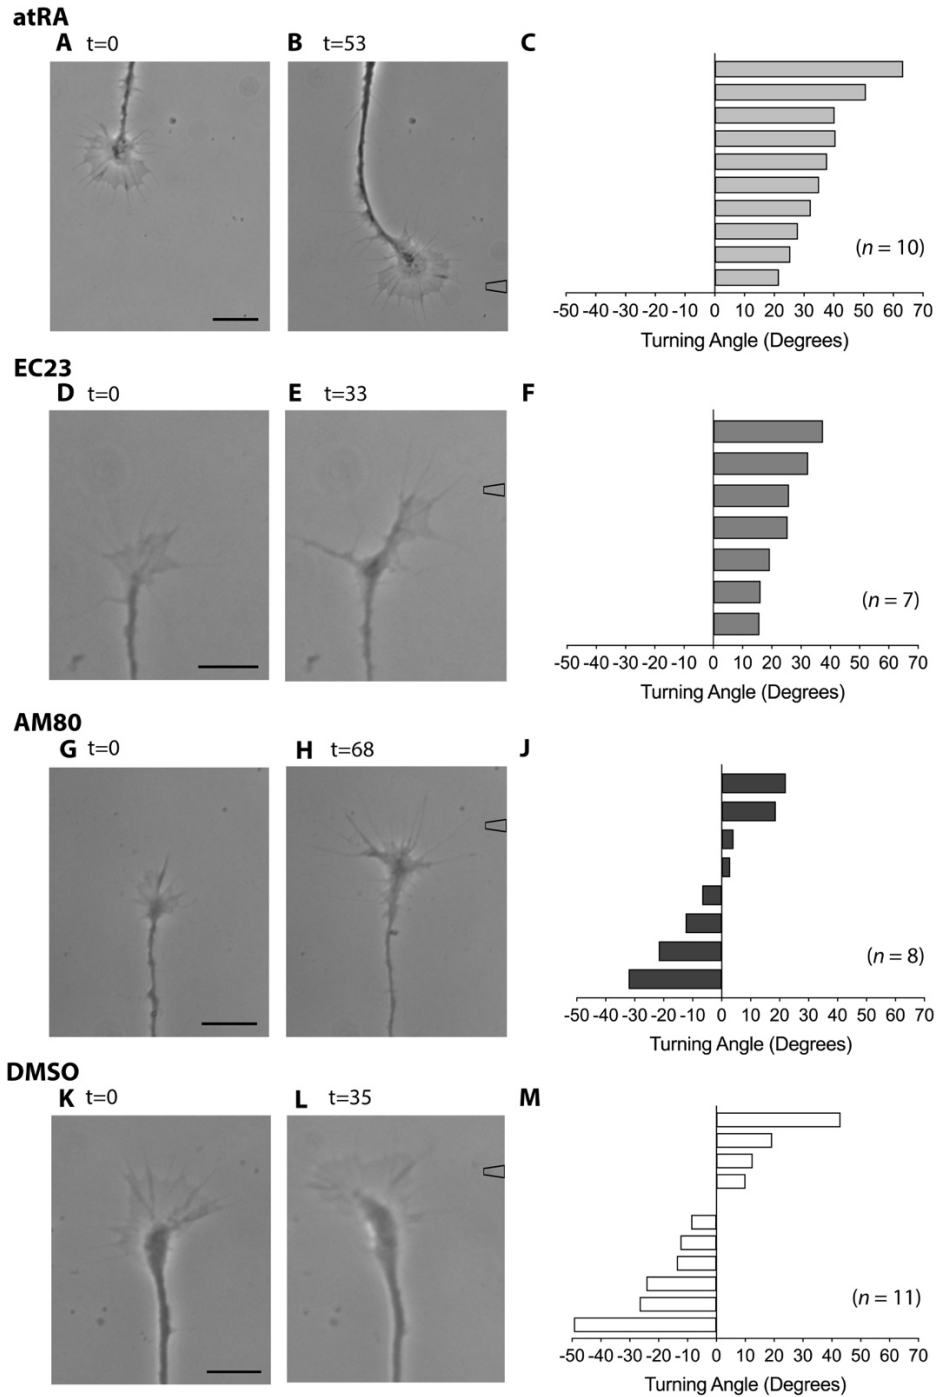 atRA
A t=0
B t=53
C
(n = 10)
-50 -40 -30 -20 -10 0 10 20 30 40 50 60 70
Turning Angle (Degrees)
EC23
D t=0
E t=33
F
(n = 7)
-50 -40 -30 -20 -10 0 10 20 30 40 50 60 70
Turning Angle (Degrees)
AM80
G t=0
H t=68
J
(n = 8)
-50 -40 -30 -20 -10 0 10 20 30 40 50 60 70
Turning Angle (Degrees)
DMSO
K t=0
L t=35
M
(n = 11)
-50 -40 -30 -20 -10 0 10 20 30 40 50 60 70
Turning Angle (Degrees)